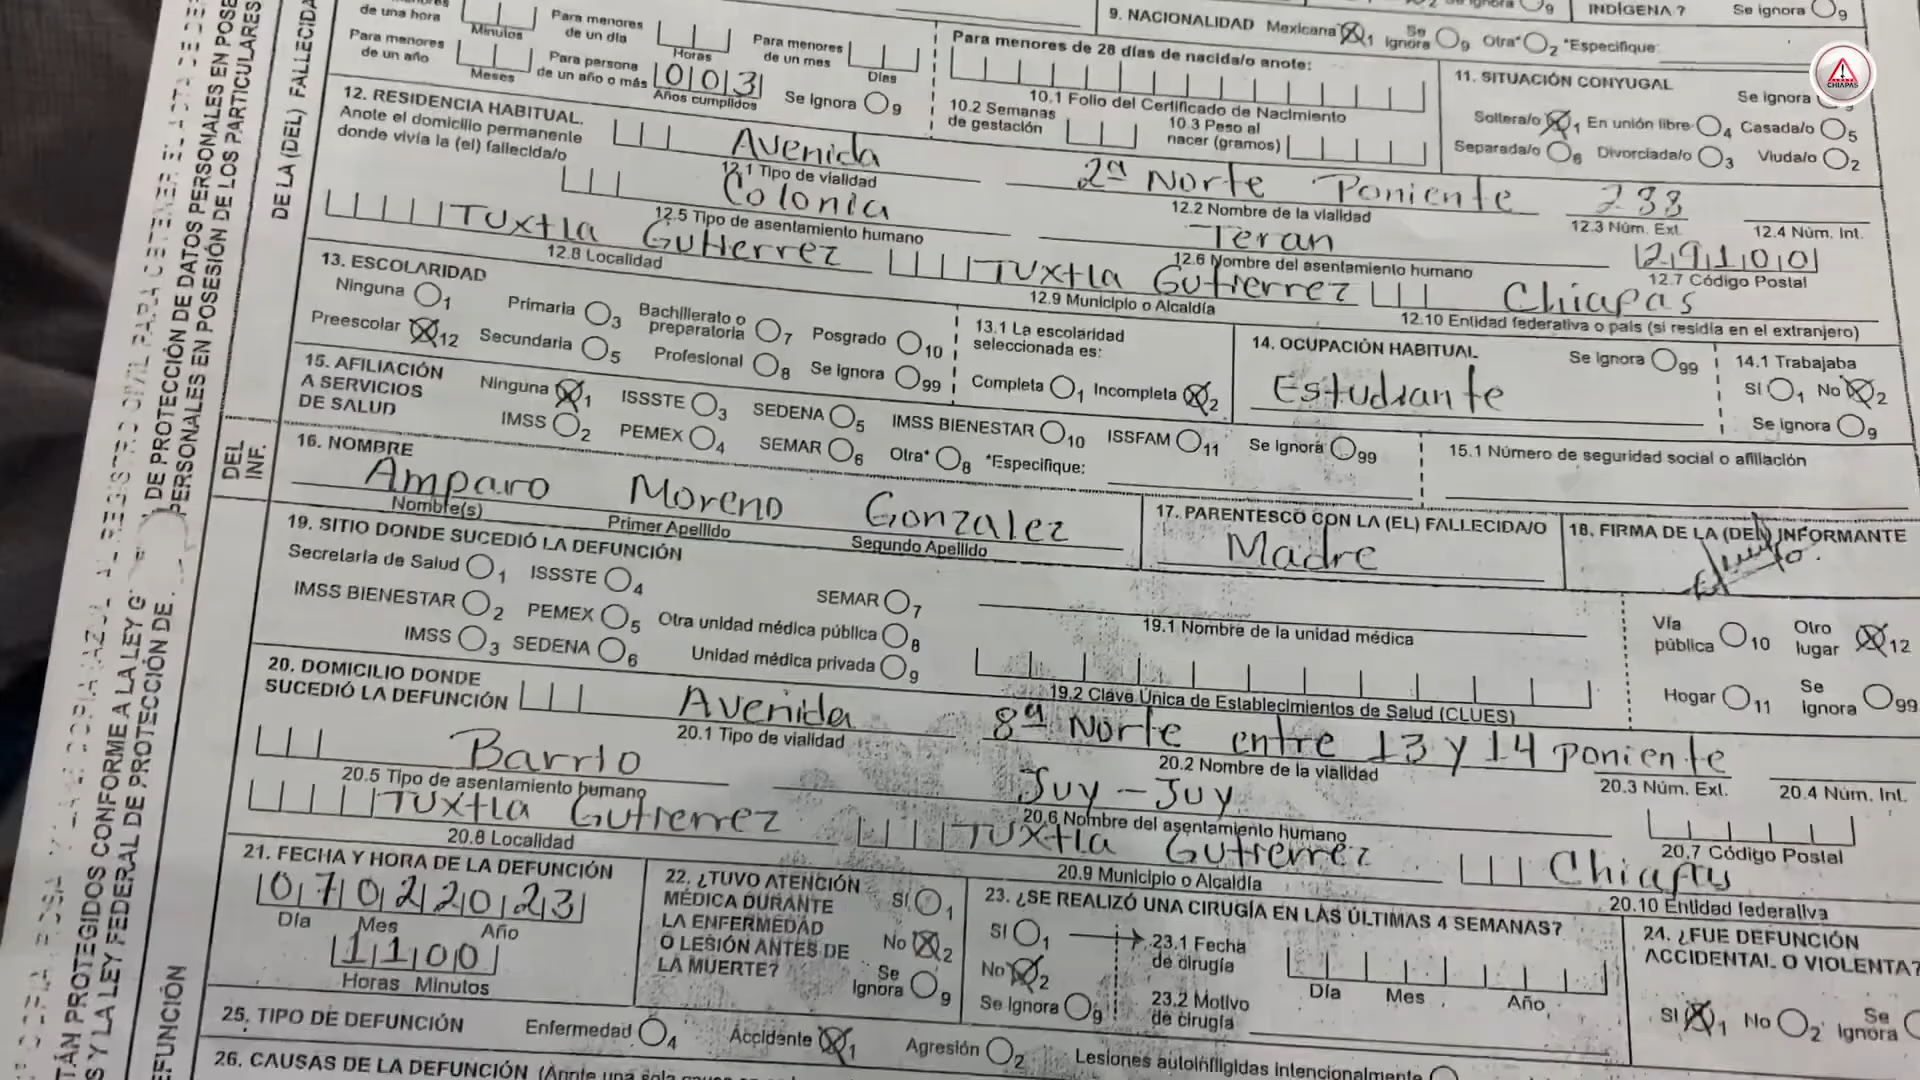 de una hora Minutos Para menores de un día Horas Para menores de un mes Días
9. NACIONALIDAD Mexicana 1 Se Ignora 9 Otra* 2 *Especifique:
INDÍGENA ? Se ignora 9
Para menores de un año Meses Para persona de un año o más 003 Años cumplidos Se Ignora 9
Para menores de 28 días de nacida/o anote:
10.1 Folio del Certificado de Nacimiento
10.2 Semanas de gestación
10.3 Peso al nacer (gramos)
11. SITUACIÓN CONYUGAL Se ignora 9
Soltera/o 1 En unión libre 4 Casada/o 5
Separada/o 6 Divorciada/o 3 Viuda/o 2
CHIAPAS
12. RESIDENCIA HABITUAL.
Anote el domicilio permanente
donde vivía la (el) fallecida/o
Avenida 2ª Norte Poniente 238
12.1 Tipo de vialidad 12.2 Nombre de la vialidad 12.3 Núm. Ext. 12.4 Núm. Int.
Colonia Teran 29100
12.5 Tipo de asentamiento humano 12.6 Nombre del asentamiento humano 12.7 Código Postal
Tuxtla Gutierrez Tuxtla Gutierrez Chiapas
12.8 Localidad 12.9 Municipio o Alcaldía 12.10 Entidad federativa o país (si residía en el extranjero)
13. ESCOLARIDAD
Ninguna 1 Primaria 3 Bachillerato o preparatoria 7 Posgrado 10
Preescolar 12 Secundaria 5 Profesional 8 Se Ignora 99
13.1 La escolaridad seleccionada es:
Completa 1 Incompleta 2
14. OCUPACIÓN HABITUAL Se Ignora 99
Estudiante
14.1 Trabajaba
SI 1 No 2
Se Ignora 9
15. AFILIACIÓN A SERVICIOS DE SALUD
Ninguna 1 ISSSTE 3 SEDENA 5 IMSS BIENESTAR 10 ISSFAM 11 Se Ignora 99
IMSS 2 PEMEX 4 SEMAR 6 Otra* 8 *Especifique:
15.1 Número de seguridad social o afiliación
16. NOMBRE
Amparo Moreno Gonzalez
Nombre(s) Primer Apellido Segundo Apellido
17. PARENTESCO CON LA (EL) FALLECIDA/O
Madre
18. FIRMA DE LA (DEL) INFORMANTE
19. SITIO DONDE SUCEDIÓ LA DEFUNCIÓN
Secretaría de Salud 1 ISSSTE 4 SEMAR 7
IMSS BIENESTAR 2 PEMEX 5 Otra unidad médica pública 8
IMSS 3 SEDENA 6 Unidad médica privada 9
19.1 Nombre de la unidad médica
19.2 Clave Única de Establecimientos de Salud (CLUES)
Vía pública 10 Otro lugar 12
Hogar 11 Se ignora 99
20. DOMICILIO DONDE
SUCEDIÓ LA DEFUNCIÓN
Avenida 8ª Norte entre 13 y 14 poniente
20.1 Tipo de vialidad 20.2 Nombre de la vialidad 20.3 Núm. Ext. 20.4 Núm. Int.
Barrio Juy-Juy
20.5 Tipo de asentamiento humano 20.6 Nombre del asentamiento humano 20.7 Código Postal
Tuxtla Gutierrez Tuxtla Gutierrez Chiapas
20.8 Localidad 20.9 Municipio o Alcaldía 20.10 Entidad federativa
21. FECHA Y HORA DE LA DEFUNCIÓN
07022023
Día Mes Año
1100
Horas Minutos
22. ¿TUVO ATENCIÓN
MÉDICA DURANTE
LA ENFERMEDAD
O LESIÓN ANTES DE
LA MUERTE?
SI 1
No 2
Se Ignora 9
23. ¿SE REALIZÓ UNA CIRUGÍA EN LAS ÚLTIMAS 4 SEMANAS?
SI 1
No 2
Se Ignora 9
23.1 Fecha de cirugía
Día Mes Año
23.2 Motivo de cirugía
24. ¿FUE DEFUNCIÓN
ACCIDENTAL O VIOLENTA?
SI 1 No 2 Se Ignora
25. TIPO DE DEFUNCIÓN Enfermedad 4 Accidente 1 Agresión 2 Lesiones autoinfligidas intencionalmente
26. CAUSAS DE LA DEFUNCIÓN (Anote una sola causa en
DE LA (DEL) FALLECIDA
DEL INF.
DE PROTECCIÓN DE DATOS PERSONALES EN POSE
PERSONALES EN POSESIÓN DE LOS PARTICULARES
TÁN PROTEGIDOS CONFORME A LA LEY G
S Y LA LEY FEDERAL DE PROTECCIÓN DE
EFUNCIÓN